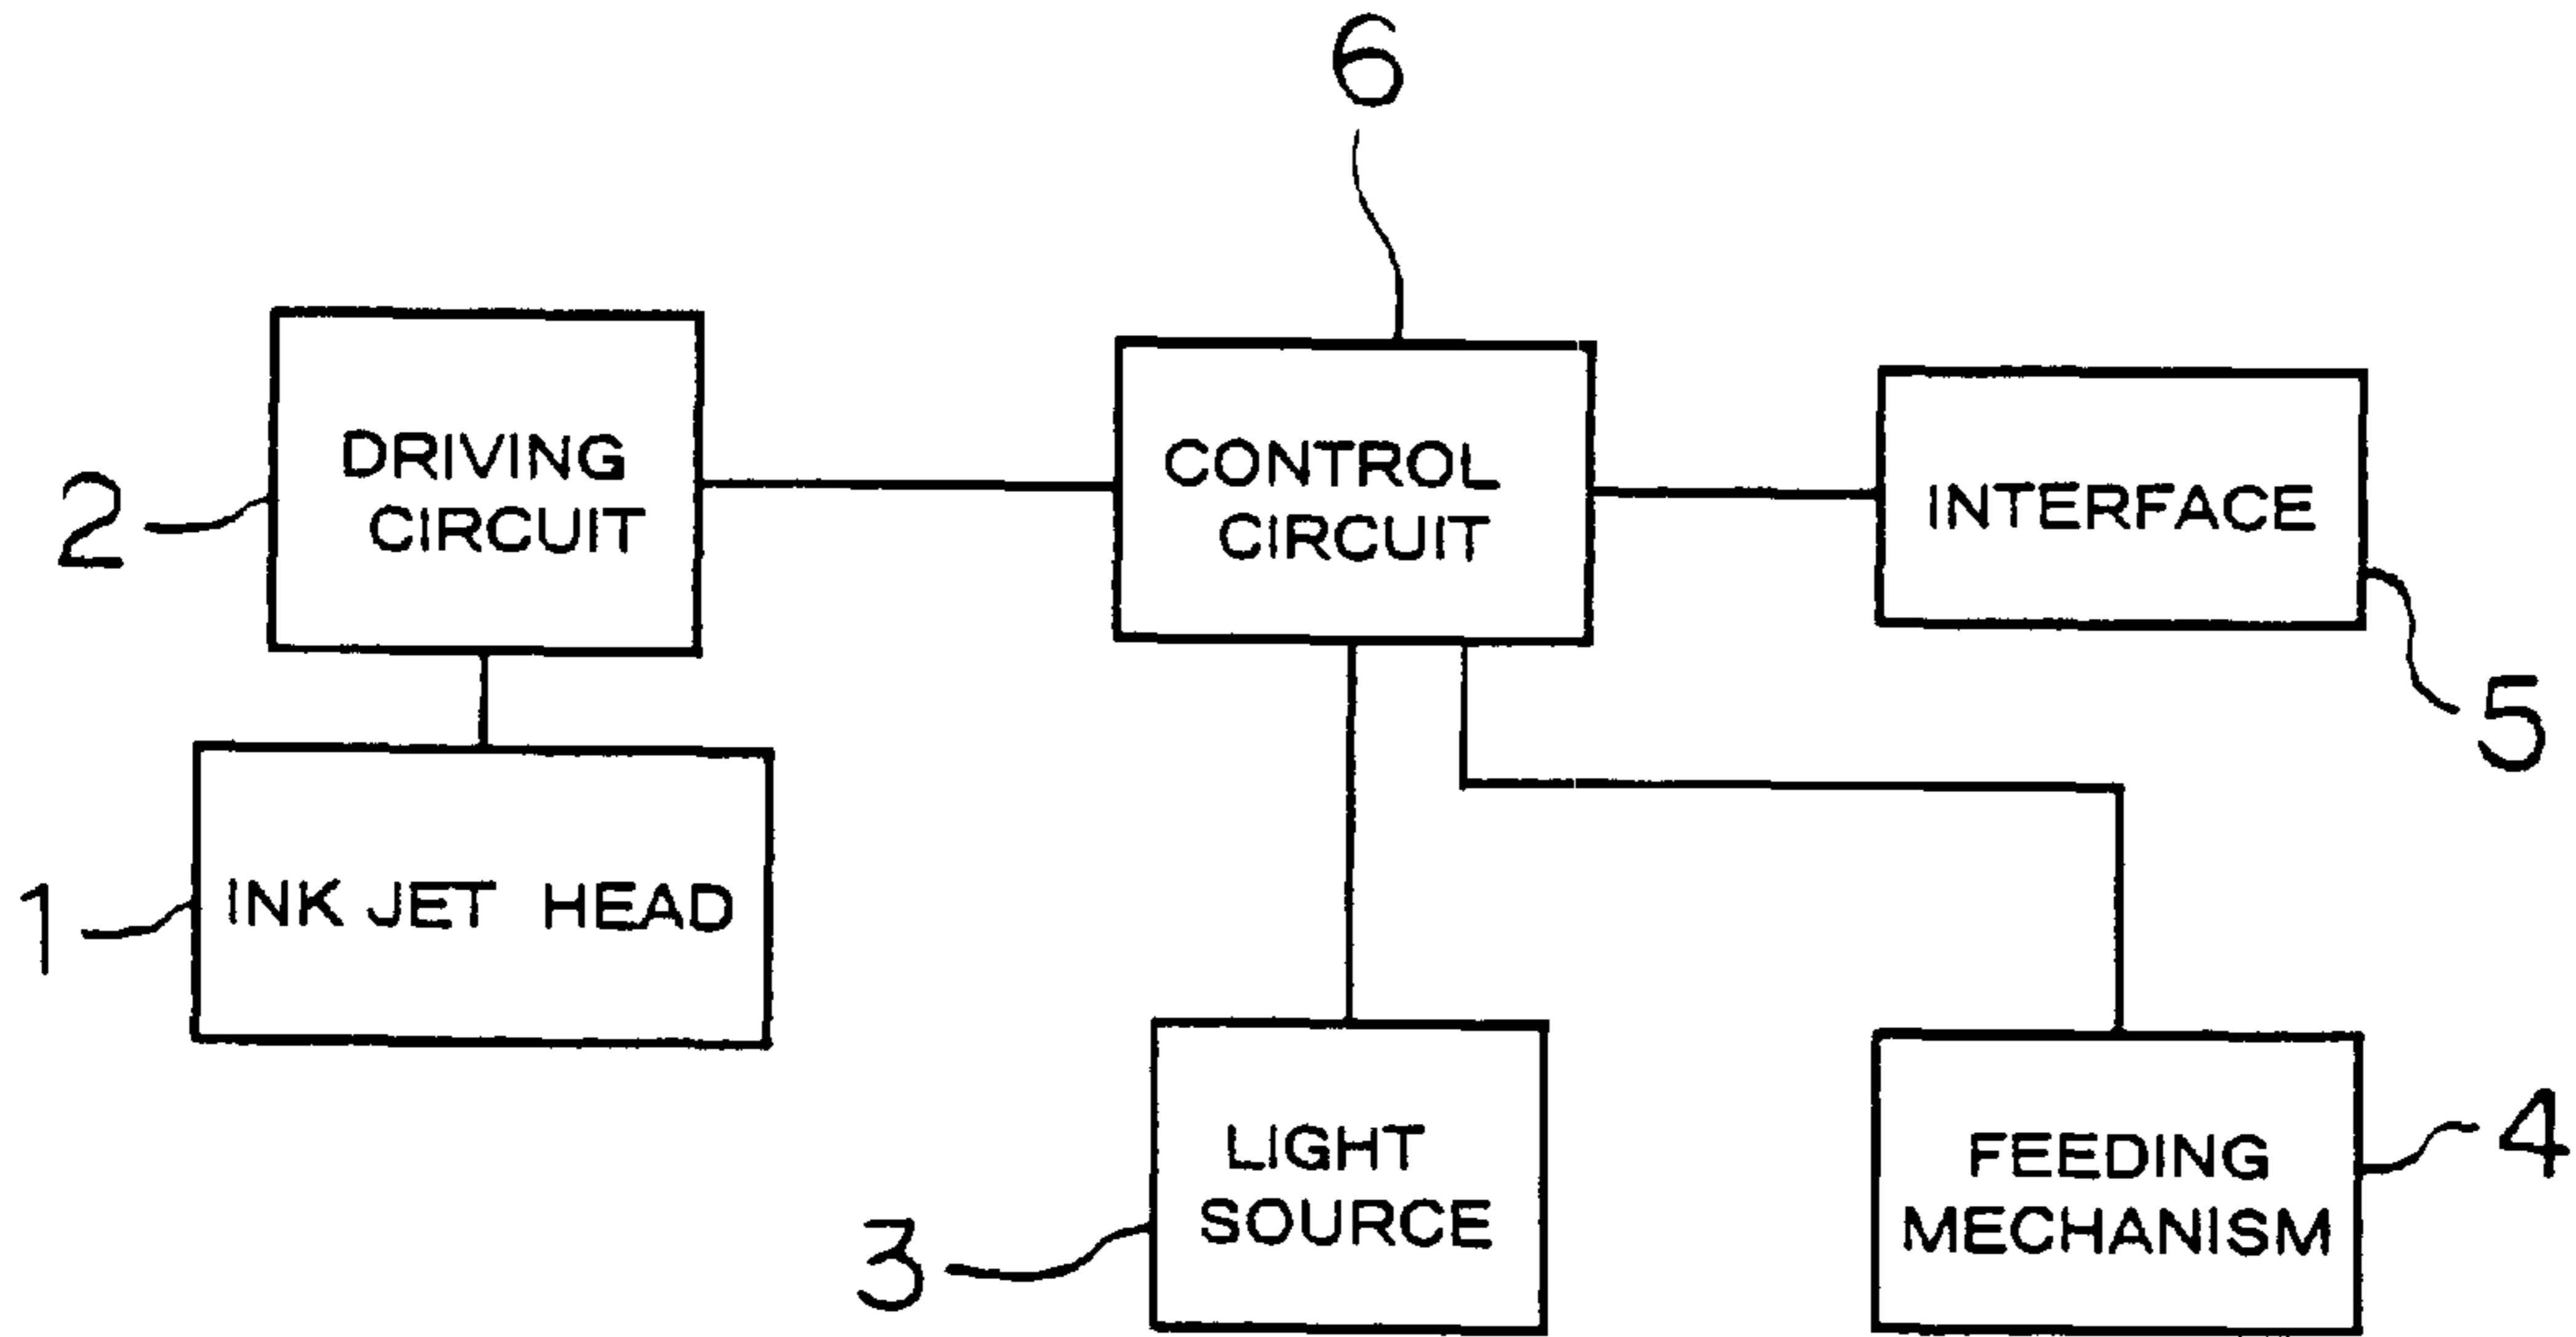 6
DRIVING
CIRCUIT
2
CONTROL
CIRCUIT
INTERFACE
5
INK JET HEAD
1
LIGHT
SOURCE
3
FEEDING
MECHANISM
4